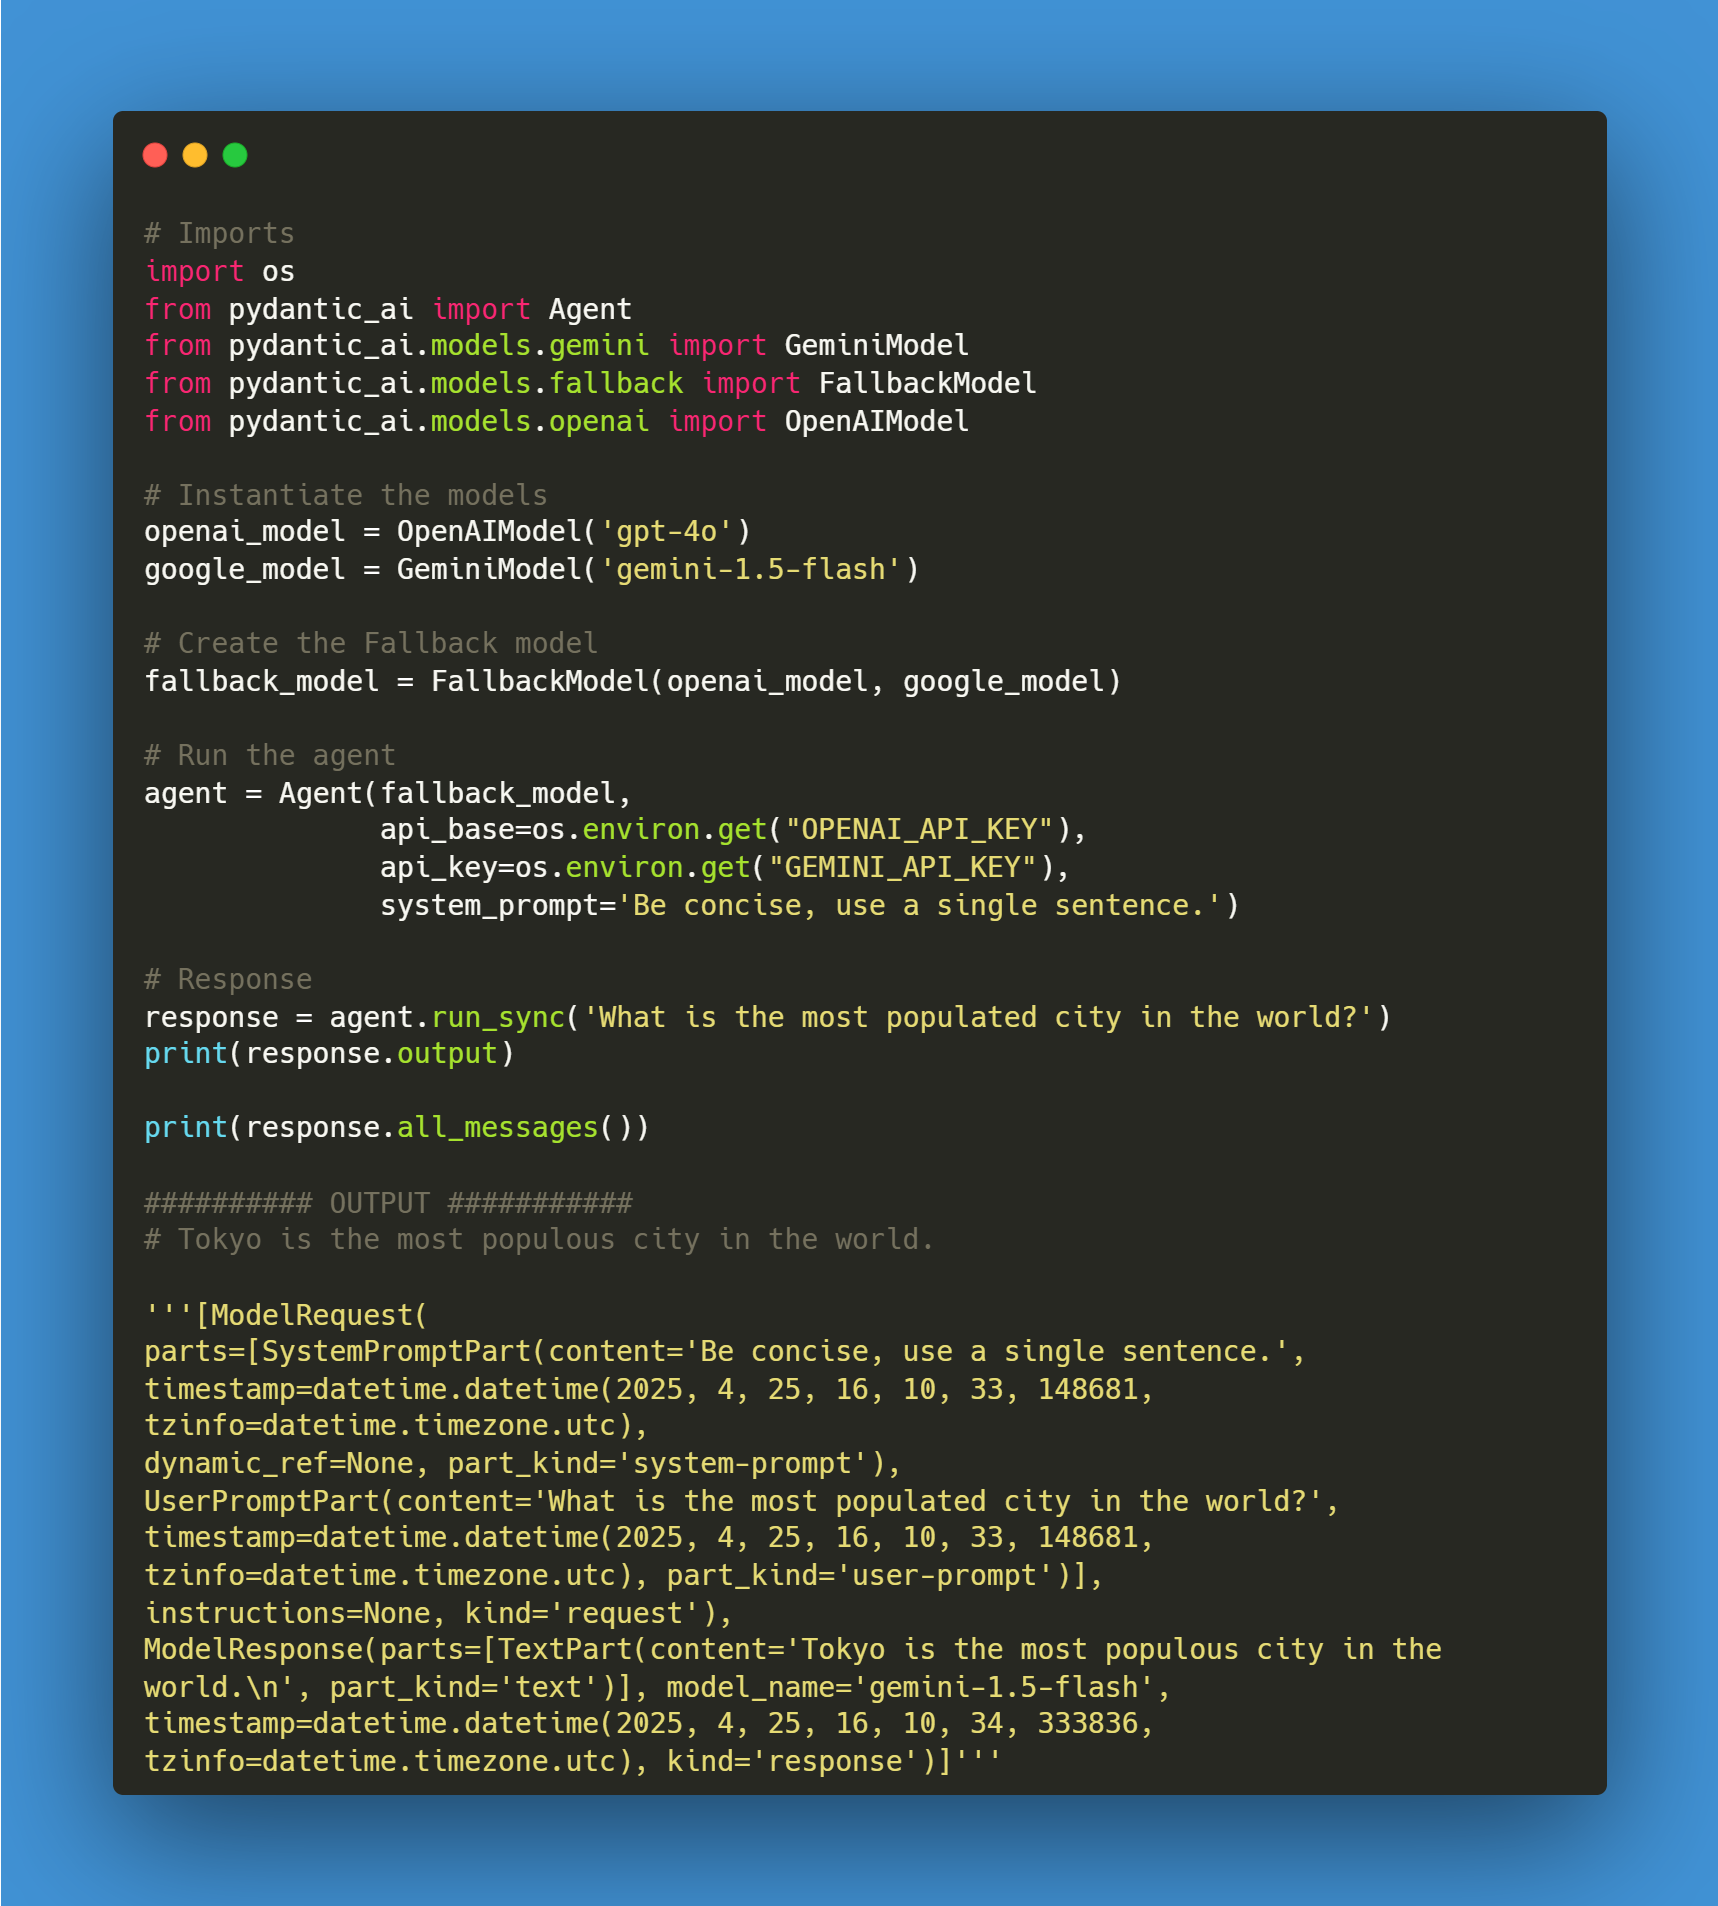 # Imports
import os
from pydantic_ai import Agent
from pydantic_ai.models.gemini import GeminiModel
from pydantic_ai.models.fallback import FallbackModel
from pydantic_ai.models.openai import OpenAIModel

# Instantiate the models
openai_model = OpenAIModel('gpt-4o')
google_model = GeminiModel('gemini-1.5-flash')

# Create the Fallback model
fallback_model = FallbackModel(openai_model, google_model)

# Run the agent
agent = Agent(fallback_model,
              api_base=os.environ.get("OPENAI_API_KEY"),
              api_key=os.environ.get("GEMINI_API_KEY"),
              system_prompt='Be concise, use a single sentence.')

# Response
response = agent.run_sync('What is the most populated city in the world?')
print(response.output)

print(response.all_messages())

########## OUTPUT ###########
# Tokyo is the most populous city in the world.

'''[ModelRequest(
parts=[SystemPromptPart(content='Be concise, use a single sentence.',
timestamp=datetime.datetime(2025, 4, 25, 16, 10, 33, 148681,
tzinfo=datetime.timezone.utc),
dynamic_ref=None, part_kind='system-prompt'),
UserPromptPart(content='What is the most populated city in the world?',
timestamp=datetime.datetime(2025, 4, 25, 16, 10, 33, 148681,
tzinfo=datetime.timezone.utc), part_kind='user-prompt')],
instructions=None, kind='request'),
ModelResponse(parts=[TextPart(content='Tokyo is the most populous city in the
world.\n', part_kind='text')], model_name='gemini-1.5-flash',
timestamp=datetime.datetime(2025, 4, 25, 16, 10, 34, 333836,
tzinfo=datetime.timezone.utc), kind='response')]'''